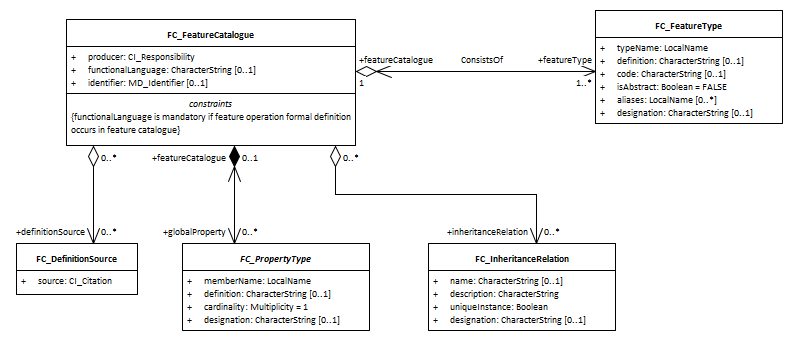 FC_FeatureCatalogue
+ producer: CI_Responsibility
+ functionalLanguage: CharacterString [0..1]
+ identifier: MD_Identifier [0..1]
constraints
{functionalLanguage is mandatory if feature operation formal definition
occurs in feature catalogue}
+featureCatalogue
1
ConsistsOf
+featureType
1..*
FC_FeatureType
+ typeName: LocalName
+ definition: CharacterString [0..1]
+ code: CharacterString [0..1]
+ isAbstract: Boolean = FALSE
+ aliases: LocalName [0..*]
+ designation: CharacterString [0..1]
0..*
+featureCatalogue
0..1
0..*
+definitionSource
0..*
+globalProperty
0..*
+inheritanceRelation
0..*
FC_DefinitionSource
+ source: CI_Citation
FC_PropertyType
+ memberName: LocalName
+ definition: CharacterString [0..1]
+ cardinality: Multiplicity = 1
+ designation: CharacterString [0..1]
FC_InheritanceRelation
+ name: CharacterString [0..1]
+ description: CharacterString
+ uniqueInstance: Boolean
+ designation: CharacterString [0..1]